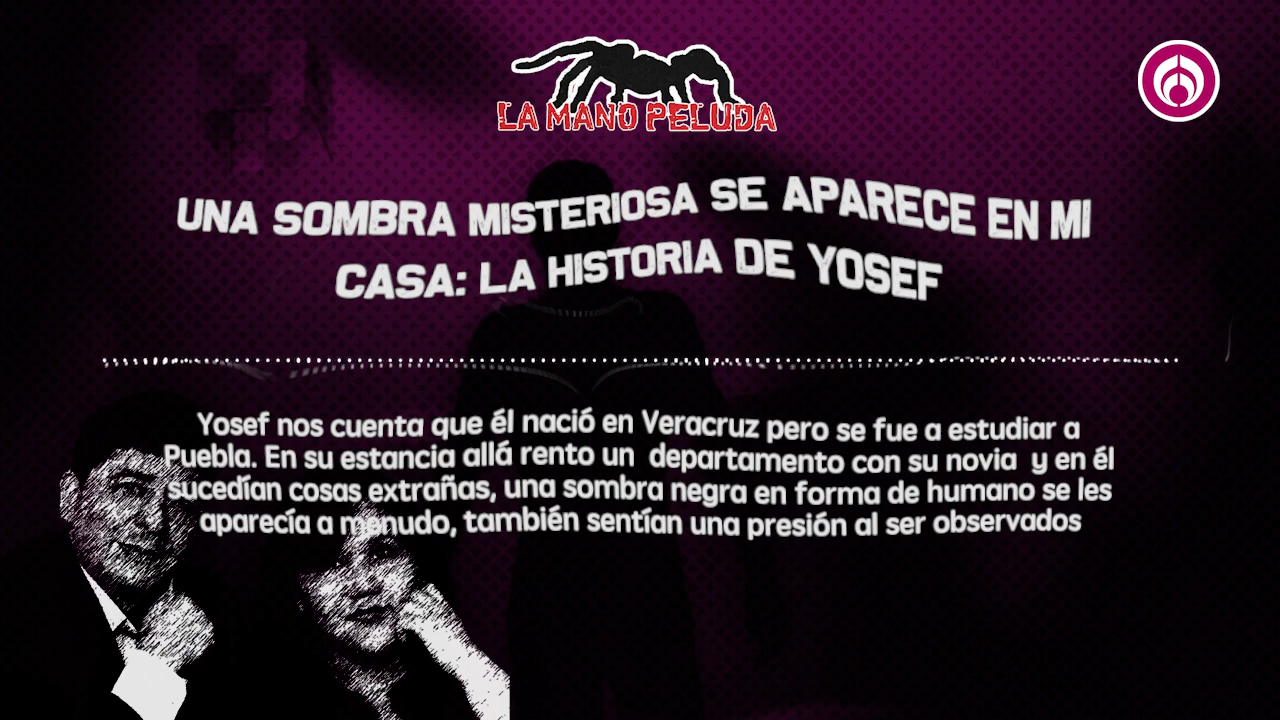 LA MANO PELUDA
UNA SOMBRA MISTERIOSA SE APARECE EN MI
CASA: LA HISTORIA DE YOSEF
Yosef nos cuenta que él nació en Veracruz pero se fue a estudiar a
Puebla. En su estancia allá rento un departamento con su novia y en él
sucedían cosas extrañas, una sombra negra en forma de humano se les
aparecía a menudo, también sentían una presión al ser observados